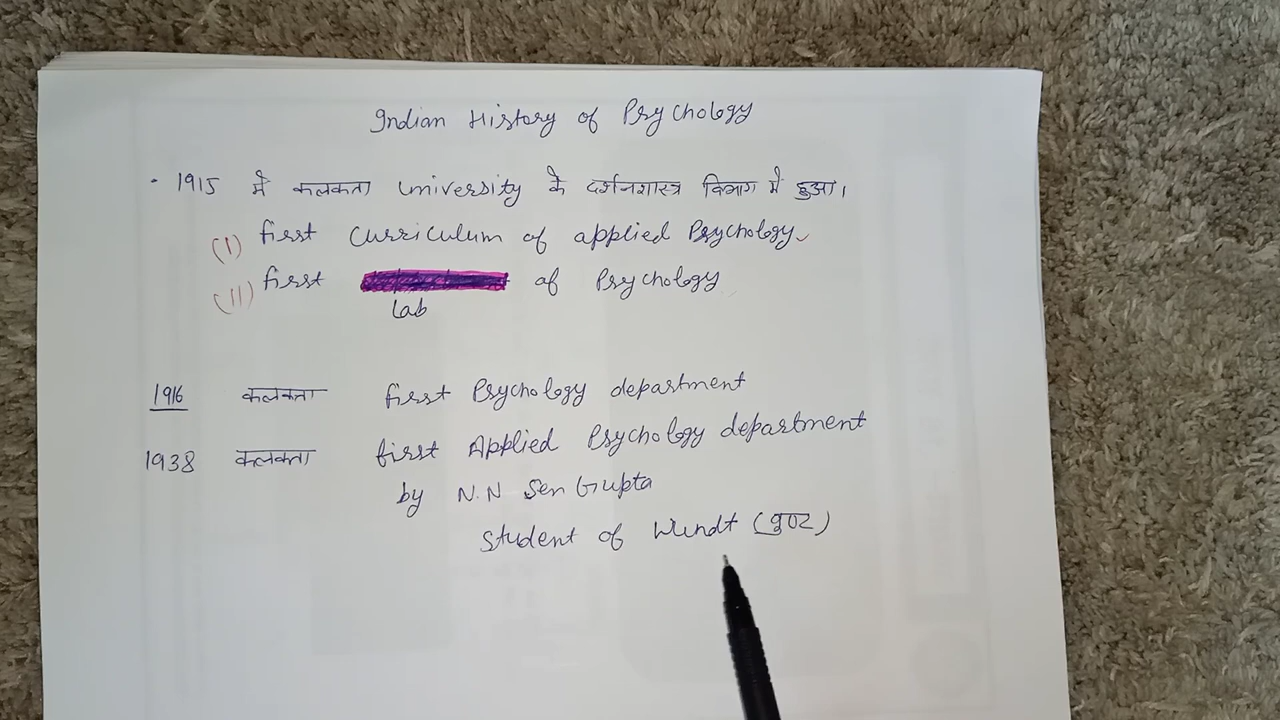 Indian History of Psychology
• 1915 में कलकता University के दर्शनशास्त्र विभाग में हुआ।
(I) first curriculum of applied Psychology
(II) first of Psychology
Lab
1916 कलकता first Psychology department
1938 कलकता first Applied Psychology department
by N.N Sen Gupta
Student of Wundt (वुण्ट)